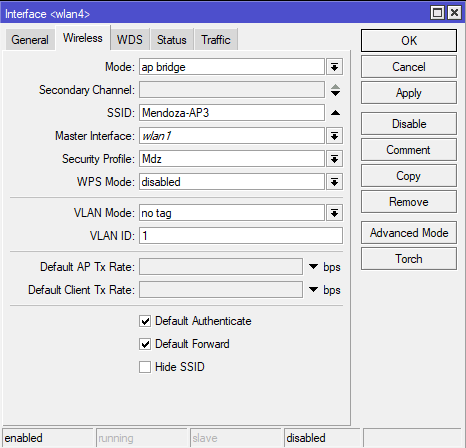 Interface <wlan4>
General Wireless WDS Status Traffic
OK
Mode: ap bridge
Cancel
Secondary Channel:
Apply
SSID: Mendoza-AP3
Disable
Master Interface: wlan1
Comment
Security Profile: Mdz
Copy
WPS Mode: disabled
Remove
VLAN Mode: no tag
VLAN ID: 1
Advanced Mode
Default AP Tx Rate: bps
Torch
Default Client Tx Rate: bps
Default Authenticate
Default Forward
Hide SSID
enabled running slave disabled